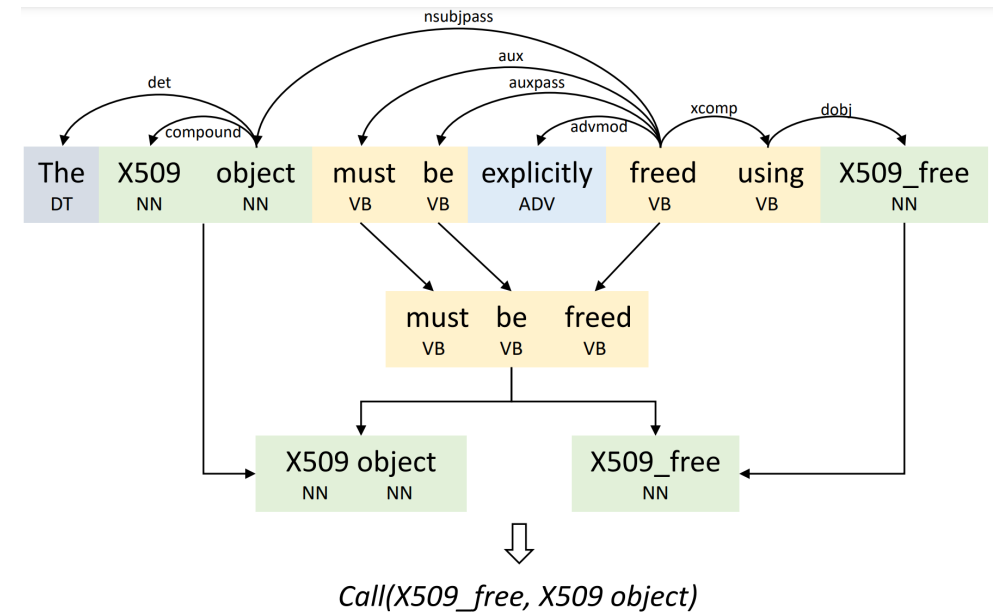 nsubjpass
aux
det
auxpass
xcomp
dobj
compound
advmod
The X509 object must be explicitly freed using X509_free
DT NN NN VB VB ADV VB VB NN
must be freed
VB VB VB
X509 object X509_free
NN NN NN
Call(X509_free, X509 object)